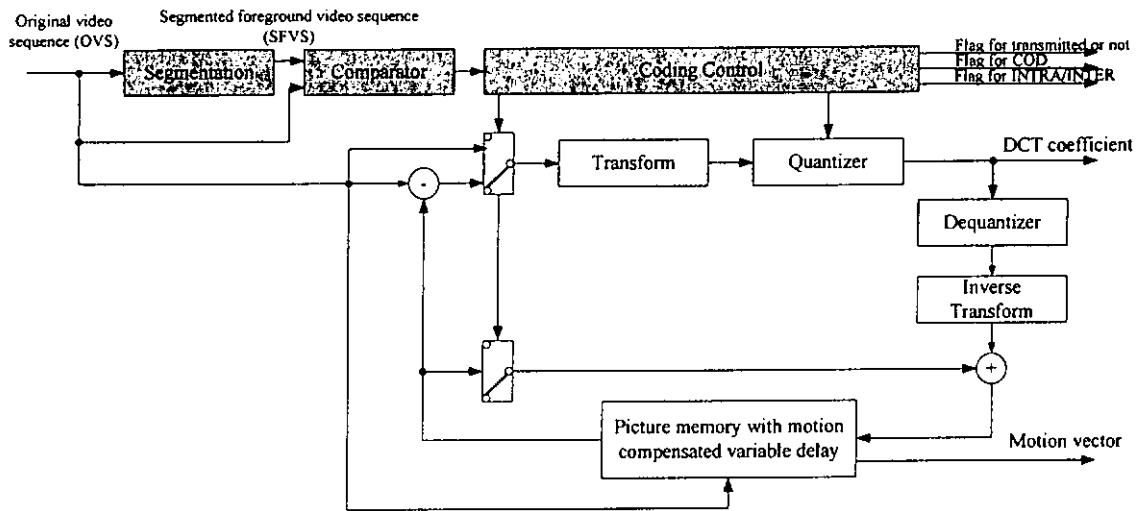 Original video
sequence (OVS)
Segmented foreground video sequence
(SFVS)
Segmentation
Comparator
Coding Control
Flag for transmitted or not
Flag for COD
Flag for INTRA/INTER
Transform
Quantizer
DCT coefficient
-
Dequantizer
Inverse
Transform
+
Picture memory with motion
compensated variable delay
Motion vector